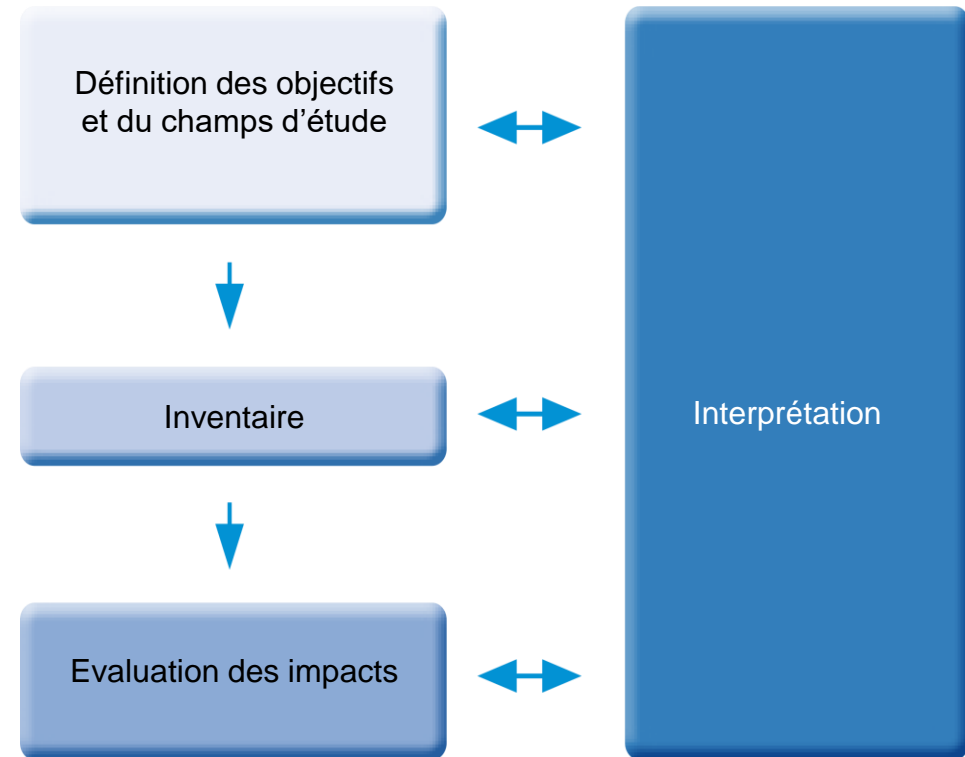 Définition des objectifs
et du champs d’étude
Inventaire
Interprétation
Evaluation des impacts